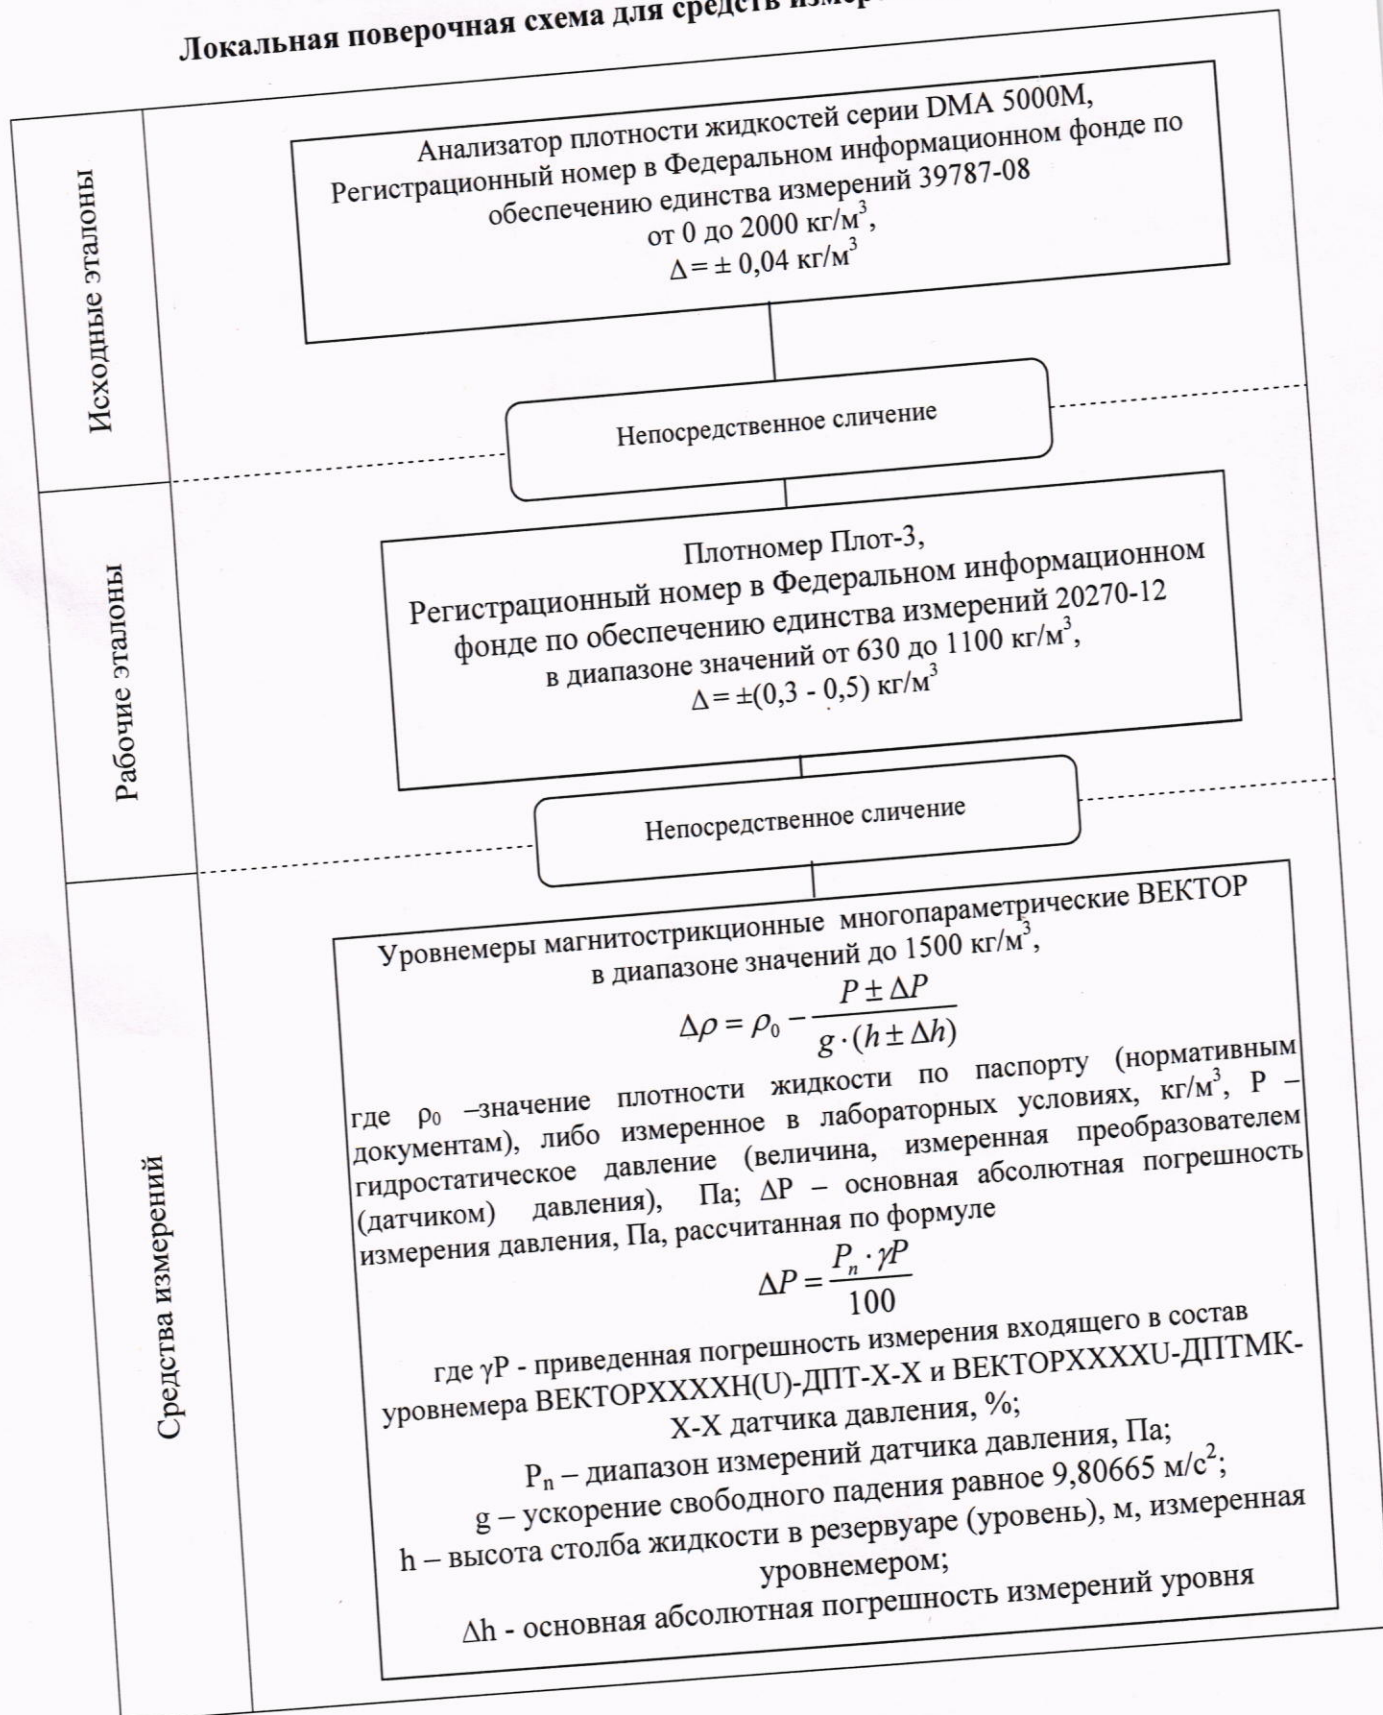 Локальная поверочная схема для средств
Исходные эталоны
Анализатор плотности жидкостей серии DMA 5000M,
Регистрационный номер в Федеральном информационном фонде по
обеспечению единства измерений 39787-08
от 0 до 2000 кг/м³,
Δ = ± 0,04 кг/м³
Непосредственное сличение
Рабочие эталоны
Плотномер Плот-3,
Регистрационный номер в Федеральном информационном
фонде по обеспечению единства измерений 20270-12
в диапазоне значений от 630 до 1100 кг/м³,
Δ = ±(0,3 - 0,5) кг/м³
Непосредственное сличение
Средства измерений
Уровнемеры магнитострикционные многопараметрические ВЕКТОР
в диапазоне значений до 1500 кг/м³,
Δρ = ρ₀ − (P ± ΔP) / (g · (h ± Δh))
где ρ₀ –значение плотности жидкости по паспорту (нормативным
документам), либо измеренное в лабораторных условиях, кг/м³, P –
гидростатическое давление (величина, измеренная преобразователем
(датчиком) давления), Па; ΔP – основная абсолютная погрешность
измерения давления, Па, рассчитанная по формуле
ΔP = (Pₙ · γP) / 100
где γP - приведенная погрешность измерения входящего в состав
уровнемера ВЕКТОРХХХХН(U)-ДПТ-Х-Х и ВЕКТОРХХХХU-ДПТМК-
Х-Х датчика давления, %;
Pₙ – диапазон измерений датчика давления, Па;
g – ускорение свободного падения равное 9,80665 м/с²;
h – высота столба жидкости в резервуаре (уровень), м, измеренная
уровнемером;
Δh - основная абсолютная погрешность измерений уровня